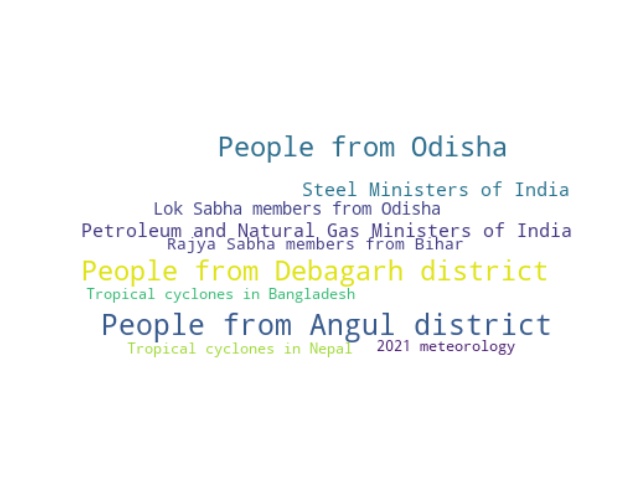 People from Odisha
Steel Ministers of India
Lok Sabha members from Odisha
Petroleum and Natural Gas Ministers of India
Rajya Sabha members from Bihar
People from Debagarh district
Tropical cyclones in Bangladesh
People from Angul district
Tropical cyclones in Nepal
2021 meteorology